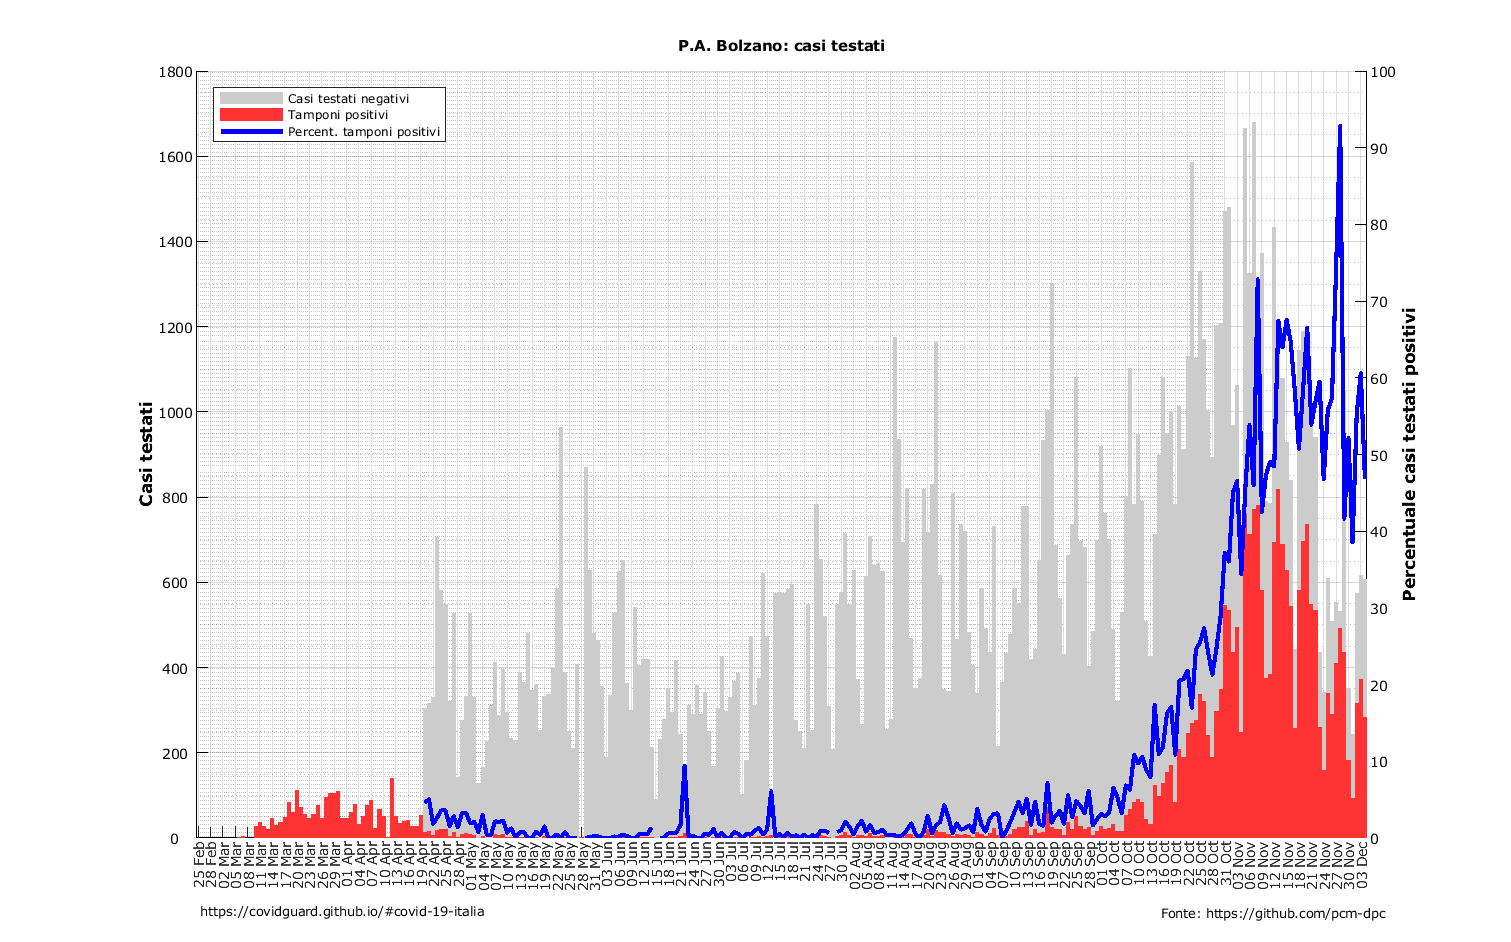 P.A. Bolzano: casi testati
Casi testati negativi
Tamponi positivi
Percent. tamponi positivi
Casi testati
1800
1600
1400
1200
1000
800
600
400
200
0
100
90
80
70
60
50
40
30
20
10
0
Percentuale casi testati positivi
25 Feb
28 Feb
02 Mar
05 Mar
08 Mar
11 Mar
14 Mar
17 Mar
20 Mar
23 Mar
26 Mar
29 Mar
01 Apr
04 Apr
07 Apr
10 Apr
13 Apr
16 Apr
19 Apr
22 Apr
25 Apr
28 Apr
01 May
04 May
07 May
10 May
13 May
16 May
19 May
22 May
25 May
28 May
31 May
03 Jun
06 Jun
09 Jun
12 Jun
15 Jun
18 Jun
21 Jun
24 Jun
27 Jun
30 Jun
03 Jul
06 Jul
09 Jul
12 Jul
15 Jul
18 Jul
21 Jul
24 Jul
27 Jul
30 Jul
02 Aug
05 Aug
08 Aug
11 Aug
14 Aug
17 Aug
20 Aug
23 Aug
26 Aug
29 Aug
01 Sep
04 Sep
07 Sep
10 Sep
13 Sep
16 Sep
19 Sep
22 Sep
25 Sep
28 Sep
01 Oct
04 Oct
07 Oct
10 Oct
13 Oct
16 Oct
19 Oct
22 Oct
25 Oct
28 Oct
31 Oct
03 Nov
06 Nov
09 Nov
12 Nov
15 Nov
18 Nov
21 Nov
24 Nov
27 Nov
30 Nov
03 Dec
https://covidguard.github.io/#covid-19-italia
Fonte: https://github.com/pcm-dpc